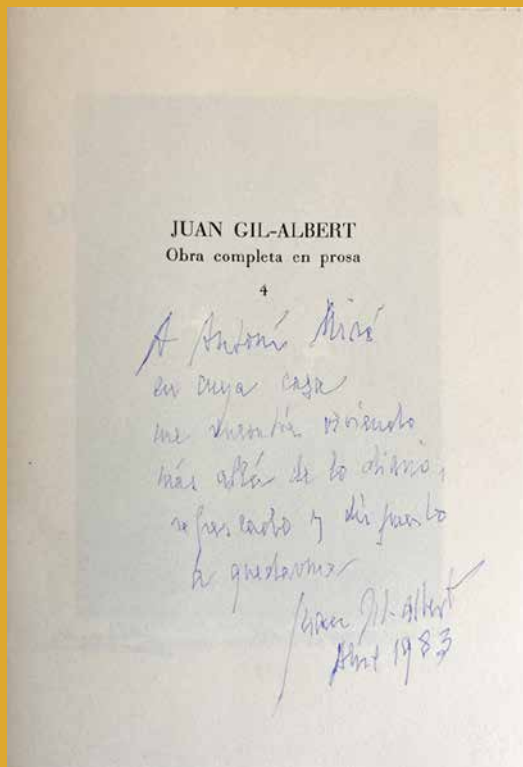 JUAN GIL-ALBERT
Obra completa en prosa
4
A Antoni Miró
en cuya casa
me encontré viviendo
más allá de lo diario,
refrescado y dispuesto
a quedarme
Juan Gil-Albert
Abril 1983